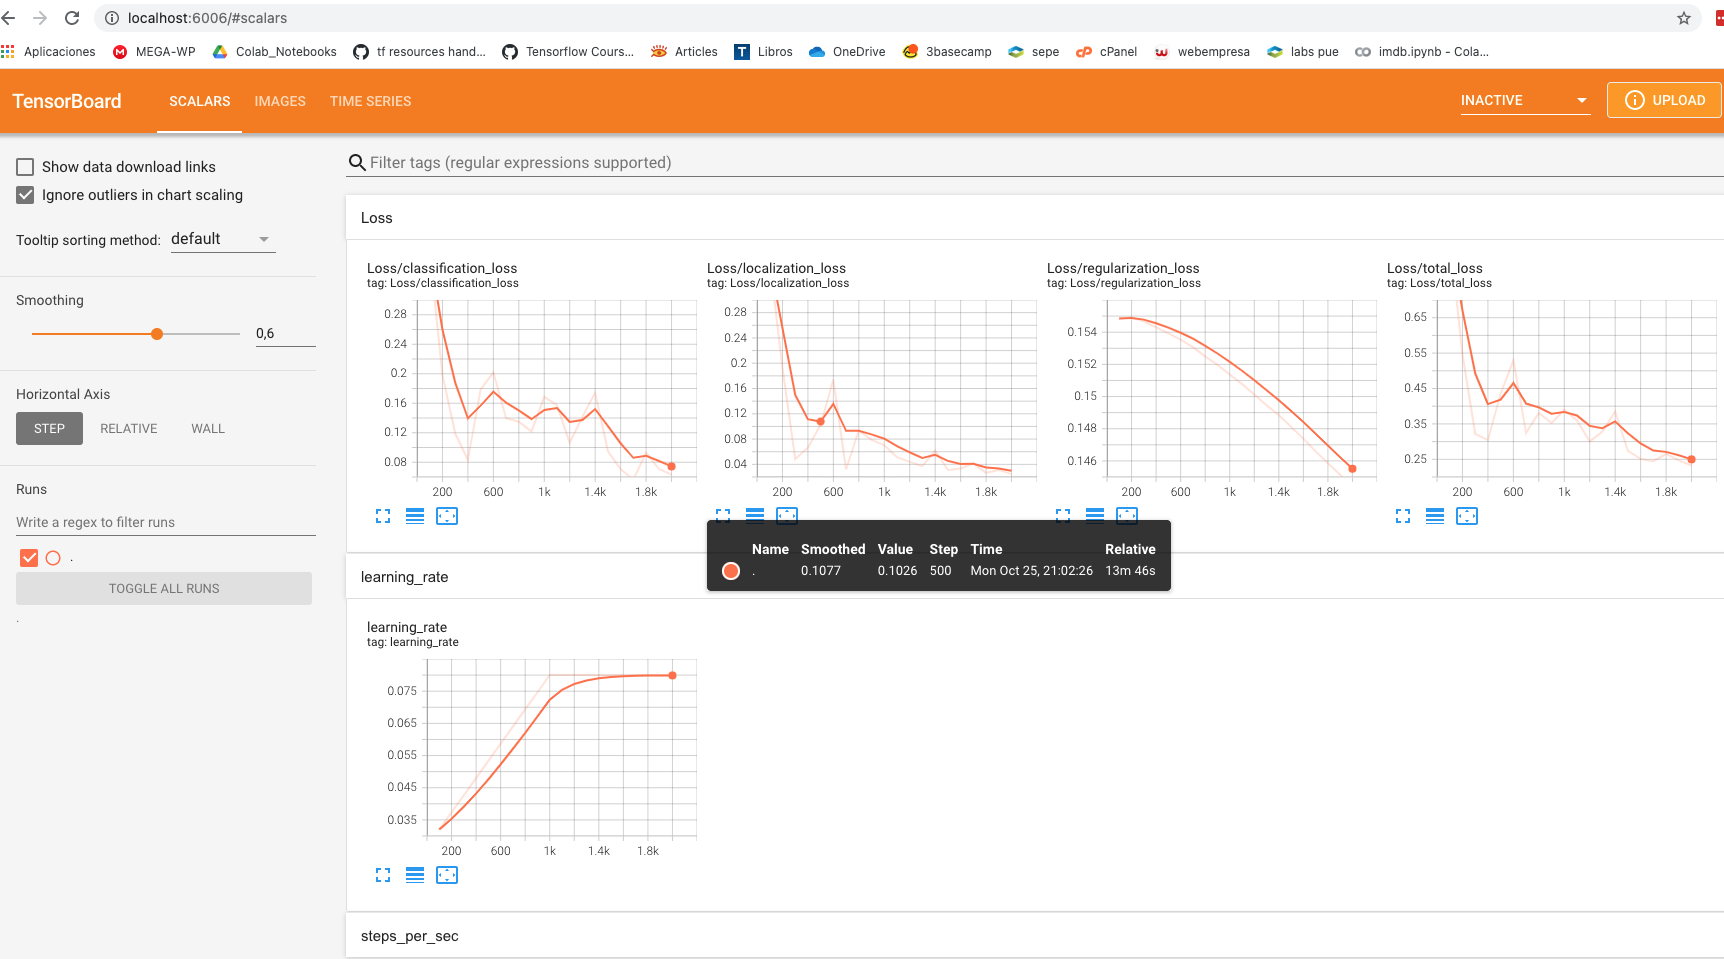 localhost:6006/#scalars
Aplicaciones MEGA-WP Colab_Notebooks tf resources hand... Tensorflow Cours... Articles Libros OneDrive 3basecamp sepe cPanel webempresa labs pue imdb.ipynb - Cola...
TensorBoard SCALARS IMAGES TIME SERIES INACTIVE UPLOAD
Show data download links
Ignore outliers in chart scaling
Tooltip sorting method: default
Smoothing
0,6
Horizontal Axis
STEP RELATIVE WALL
Runs
Write a regex to filter runs
.
TOGGLE ALL RUNS
.
Filter tags (regular expressions supported)
Loss
Loss/classification_loss
tag: Loss/classification_loss
0.28
0.24
0.2
0.16
0.12
0.08
200 600 1k 1.4k 1.8k
Loss/localization_loss
tag: Loss/localization_loss
0.28
0.24
0.2
0.16
0.12
0.08
0.04
200 600 1k 1.4k 1.8k
Loss/regularization_loss
tag: Loss/regularization_loss
0.154
0.152
0.15
0.148
0.146
200 600 1k 1.4k 1.8k
Loss/total_loss
tag: Loss/total_loss
0.65
0.55
0.45
0.35
0.25
200 600 1k 1.4k 1.8k
Name Smoothed Value Step Time Relative
. 0.1077 0.1026 500 Mon Oct 25, 21:02:26 13m 46s
learning_rate
learning_rate
tag: learning_rate
0.075
0.065
0.055
0.045
0.035
200 600 1k 1.4k 1.8k
steps_per_sec